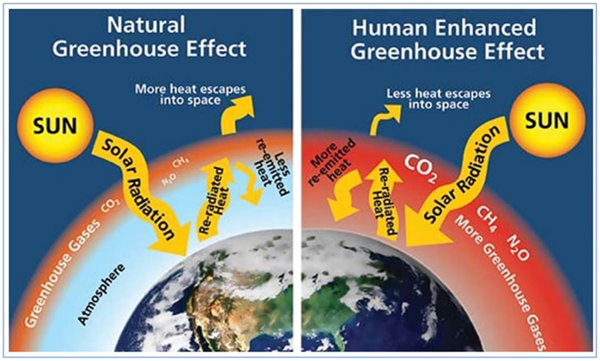 Natural
Greenhouse Effect
More heat escapes
into space
SUN
Solar Radiation
Less
re-emitted
heat
Re-radiated
Heat
CH4
N2O
CO2
Greenhouse Gases
Atmosphere
Human Enhanced
Greenhouse Effect
Less heat escapes
into space
SUN
More
re-emitted
heat
CO2
Re-radiated
Heat
Solar Radiation
CH4
N2O
More Greenhouse Gases